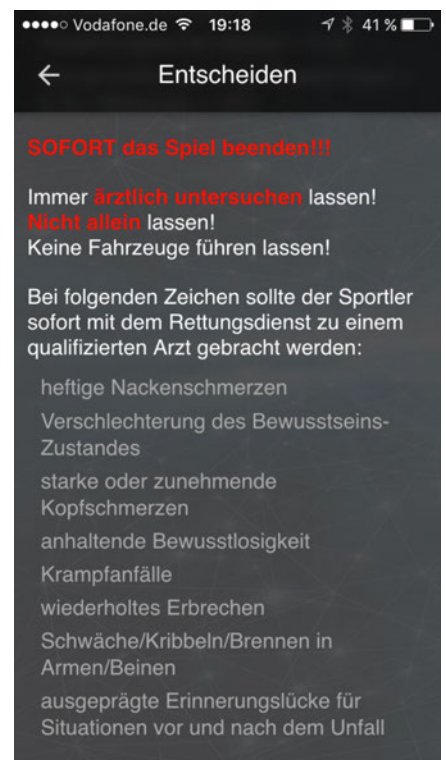 Vodafone.de 19:18 41 %
Entscheiden
SOFORT das Spiel beenden!!!
Immer ärztlich untersuchen lassen!
Nicht allein lassen!
Keine Fahrzeuge führen lassen!
Bei folgenden Zeichen sollte der Sportler
sofort mit dem Rettungsdienst zu einem
qualifizierten Arzt gebracht werden:
heftige Nackenschmerzen
Verschlechterung des Bewusstseins-
Zustandes
starke oder zunehmende
Kopfschmerzen
anhaltende Bewusstlosigkeit
Krampfanfälle
wiederholtes Erbrechen
Schwäche/Kribbeln/Brennen in
Armen/Beinen
ausgeprägte Erinnerungslücke für
Situationen vor und nach dem Unfall